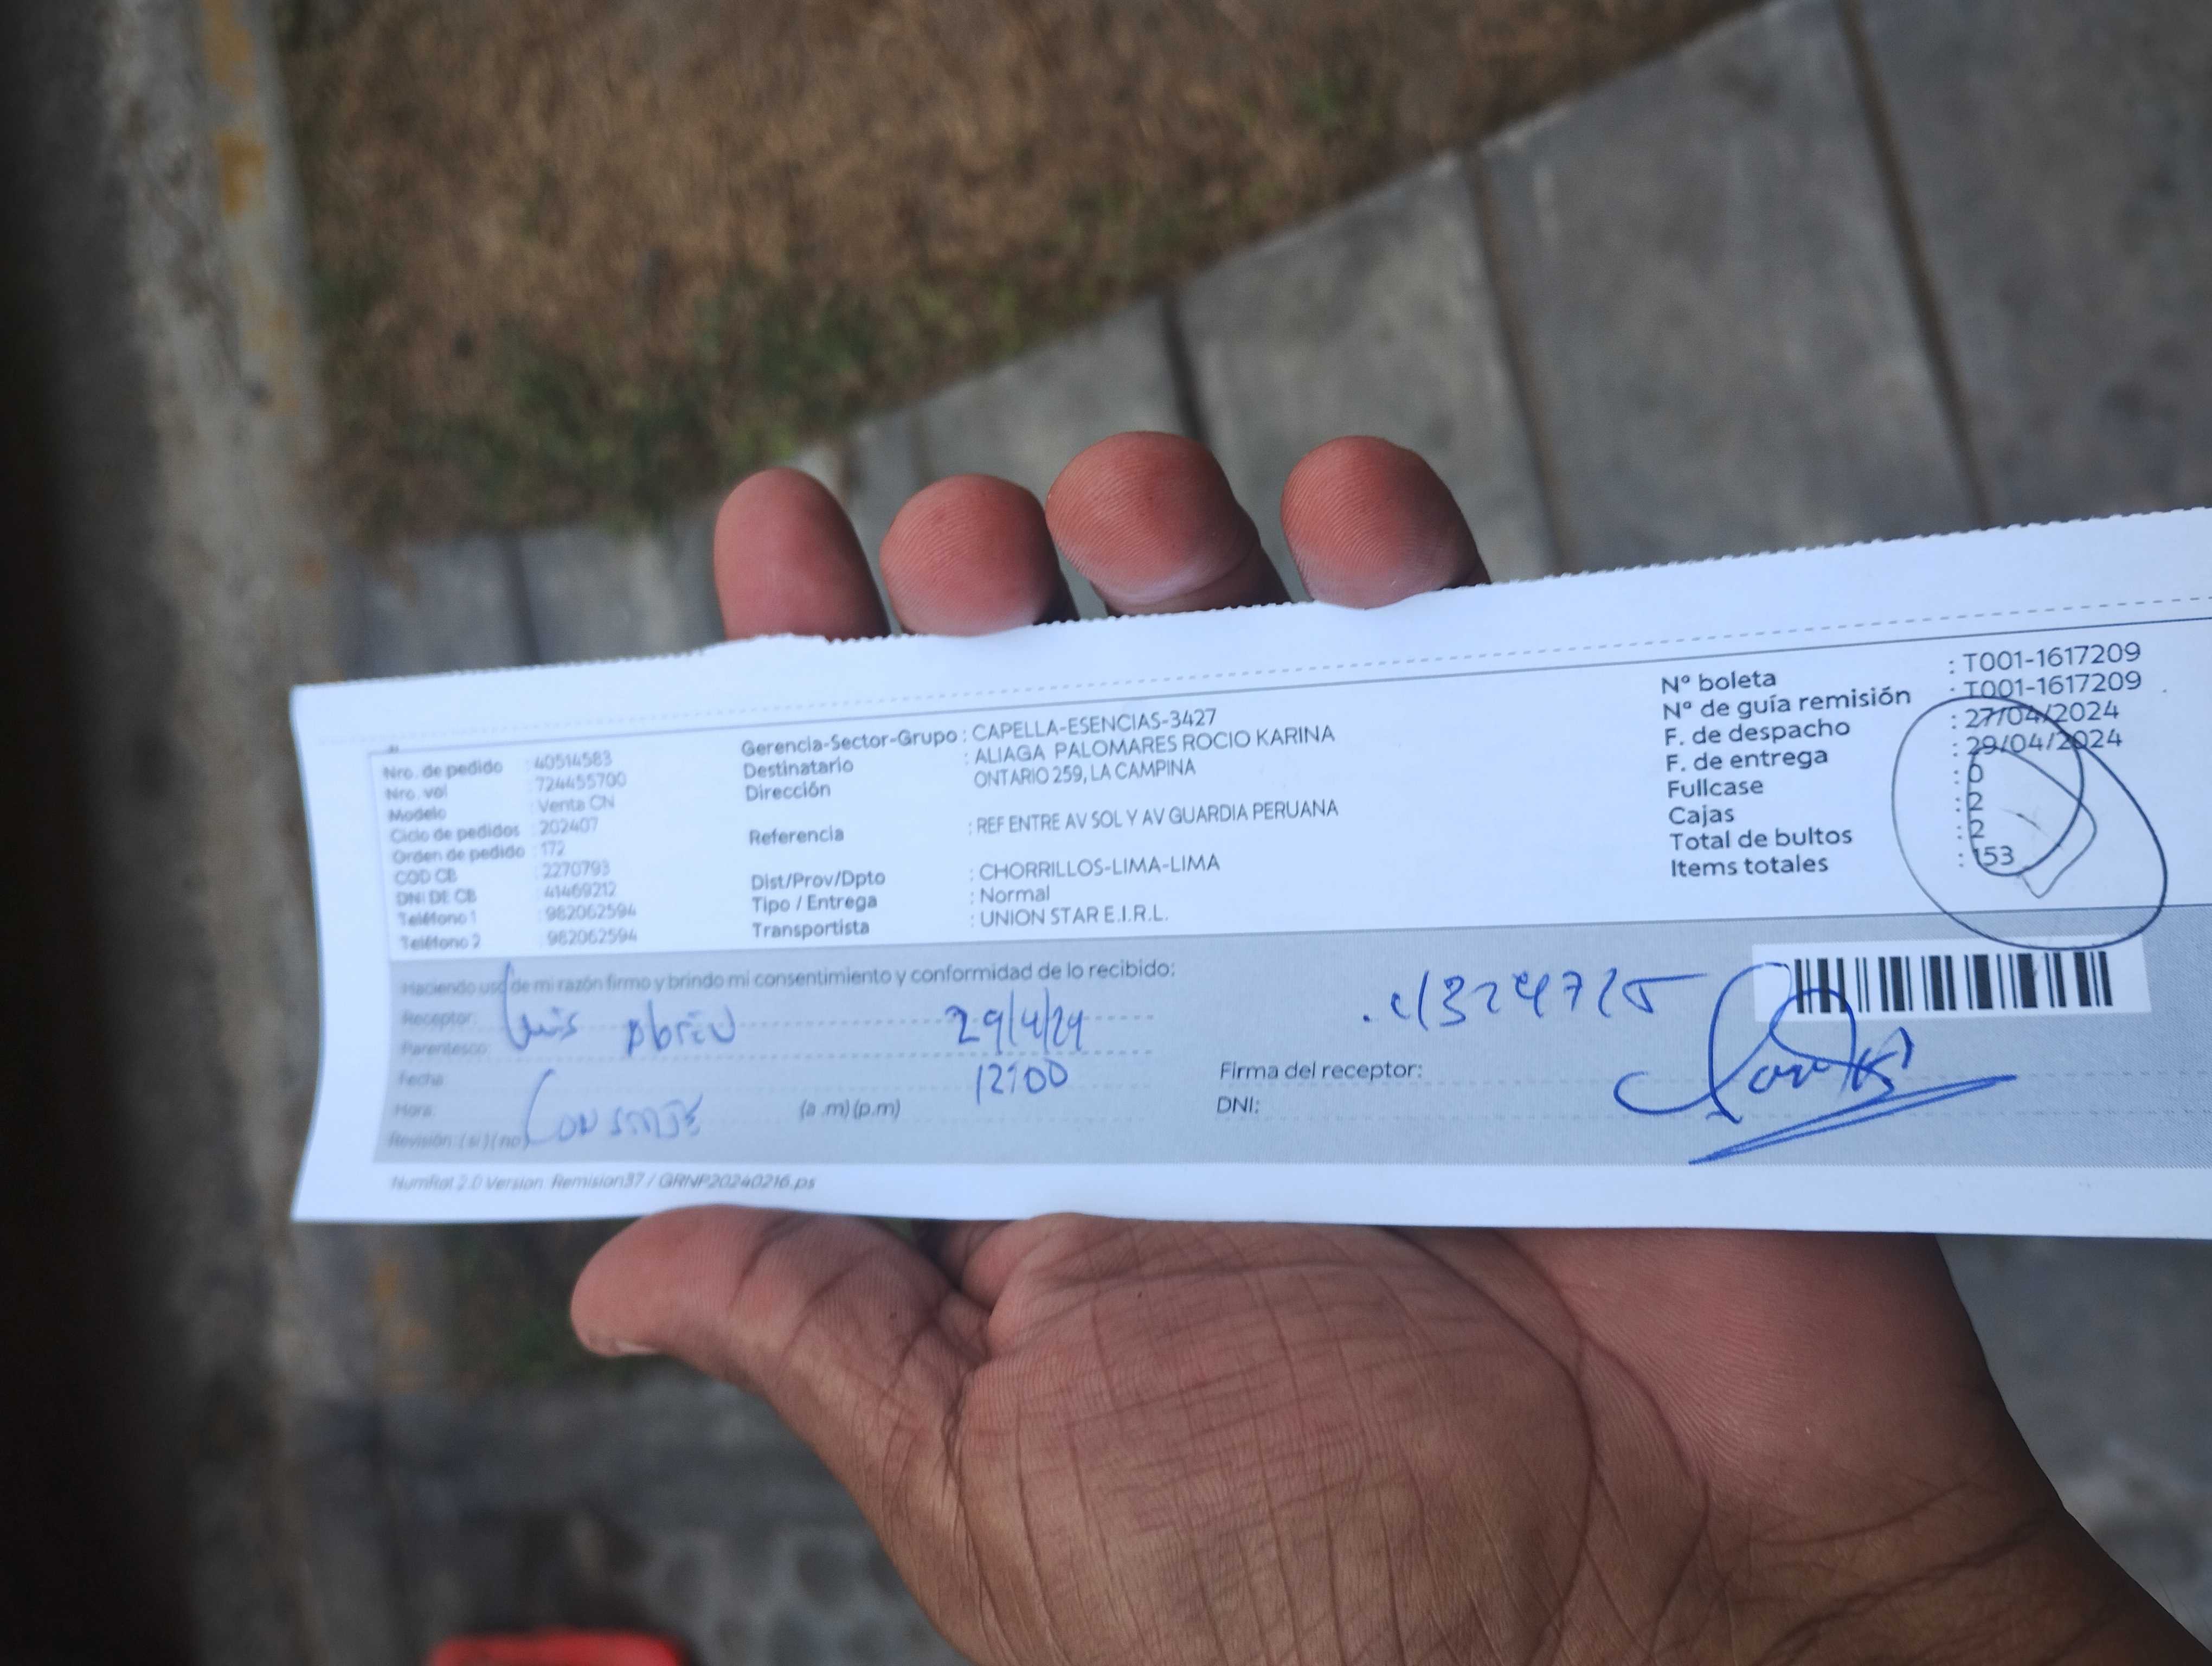 Nro. de pedido : 40514583
Nro. vol : 724455700
Modelo : Venta CN
Ciclo de pedidos : 202407
Orden de pedido : 172
COD CB : 2270793
DNI DE CB : 41469212
Teléfono 1 : 982062594
Teléfono 2 : 982062594
Gerencia-Sector-Grupo : CAPELLA-ESENCIAS-3427
Destinatario : ALIAGA PALOMARES ROCIO KARINA
Dirección ONTARIO 259, LA CAMPINA
Referencia : REF ENTRE AV SOL Y AV GUARDIA PERUANA
Dist/Prov/Dpto : CHORRILLOS-LIMA-LIMA
Tipo / Entrega : Normal
Transportista : UNION STAR E.I.R.L.
Nº boleta : T001-1617209
Nº de guía remisión : T001-1617209
F. de despacho : 27/04/2024
F. de entrega : 29/04/2024
Fullcase : 0
Cajas : 2
Total de bultos : 2
Items totales : 153
Haciendo uso de mi razón firmo y brindo mi consentimiento y conformidad de lo recibido:
Receptor: Luis Abreu 29/4/24
Parentesco:
Fecha 12:00
Hora: (a .m) (p.m)
Revisión: ( si ) ( no )
Firma del receptor:
DNI:
NumRot 2.0 Version: Remision37 / GRNP20240216.ps